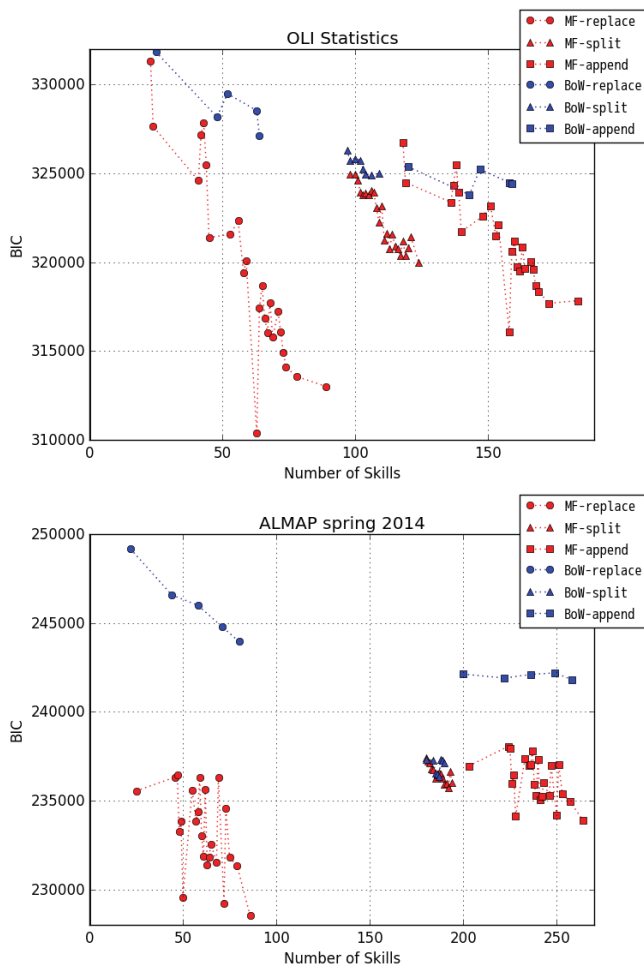 OLI Statistics
MF-replace
MF-split
MF-append
BoW-replace
BoW-split
BoW-append
330000
325000
320000
315000
310000
BIC
0 50 100 150
Number of Skills
ALMAP spring 2014
MF-replace
MF-split
MF-append
BoW-replace
BoW-split
BoW-append
250000
245000
240000
235000
230000
BIC
0 50 100 150 200 250
Number of Skills